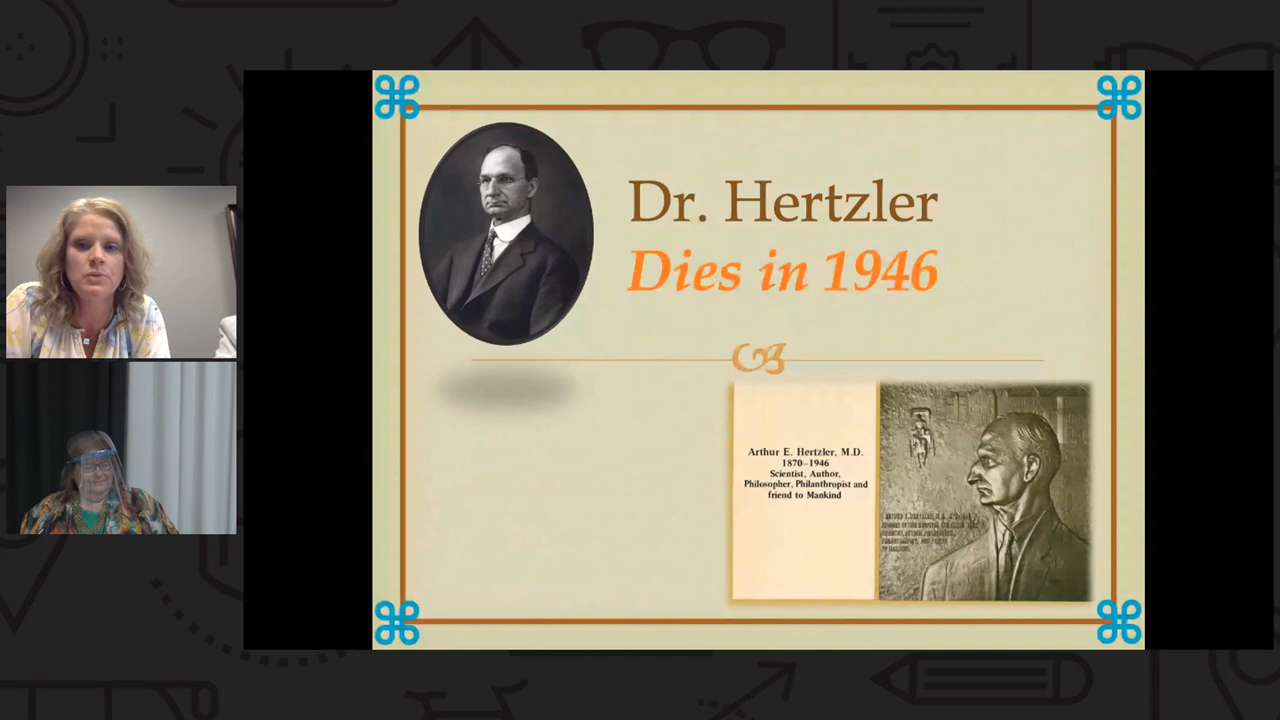 Dr. Hertzler
Dies in 1946
Arthur E. Hertzler, M.D.
1870–1946
Scientist, Author,
Philosopher, Philanthropist and
friend to Mankind